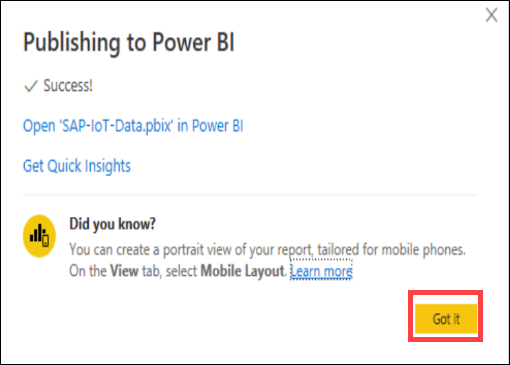 Publishing to Power BI
Success!
Open 'SAP-IoT-Data.pbix' in Power BI
Get Quick Insights
Did you know?
You can create a portrait view of your report, tailored for mobile phones.
On the View tab, select Mobile Layout. Learn more
Got it